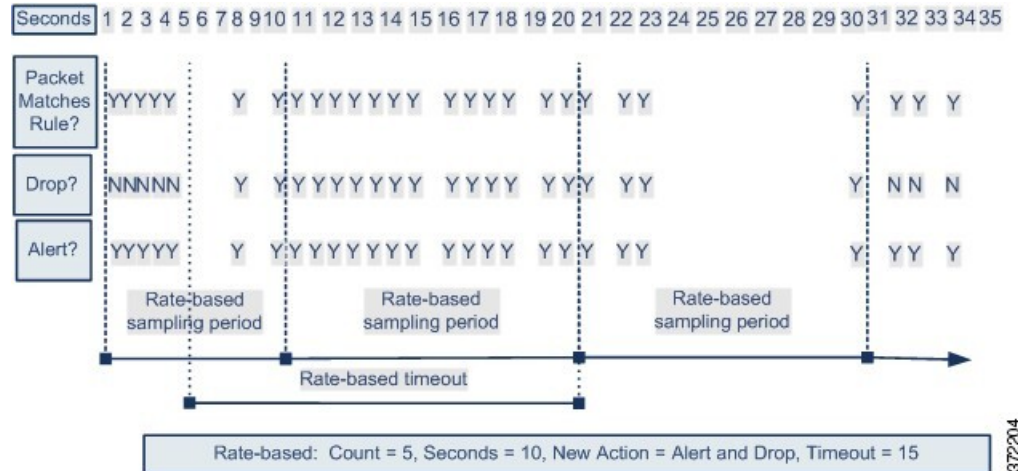 Seconds 1 2 3 4 5 6 7 8 9 10 11 12 13 14 15 16 17 18 19 20 21 22 23 24 25 26 27 28 29 30 31 32 33 34 35
Packet
Matches
Rule?
YYYYY Y Y Y Y Y Y Y Y Y Y Y Y Y Y Y Y Y Y Y Y Y Y Y
Drop?
NNNNN Y Y Y Y Y Y Y Y Y Y Y Y Y Y Y Y Y Y Y Y N N N
Alert?
YYYYY Y Y Y Y Y Y Y Y Y Y Y Y Y Y Y Y Y Y Y Y Y Y Y
Rate-based
sampling period
Rate-based
sampling period
Rate-based
sampling period
Rate-based timeout
Rate-based: Count = 5, Seconds = 10, New Action = Alert and Drop, Timeout = 15
372204